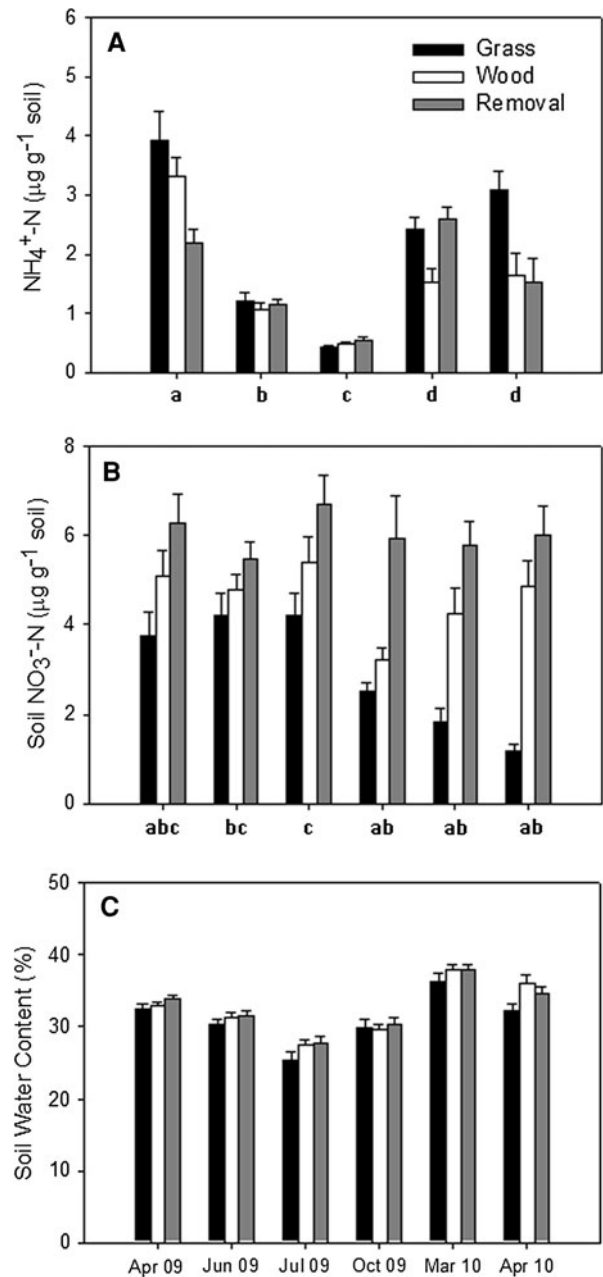 A
Grass
Wood
Removal
NH₄⁺-N (μg g⁻¹ soil)
6
5
4
3
2
1
0
a b c d d
B
Soil NO₃⁻-N (μg g⁻¹ soil)
8
6
4
2
0
abc bc c ab ab ab
C
Soil Water Content (%)
50
40
30
20
10
0
Apr 09 Jun 09 Jul 09 Oct 09 Mar 10 Apr 10